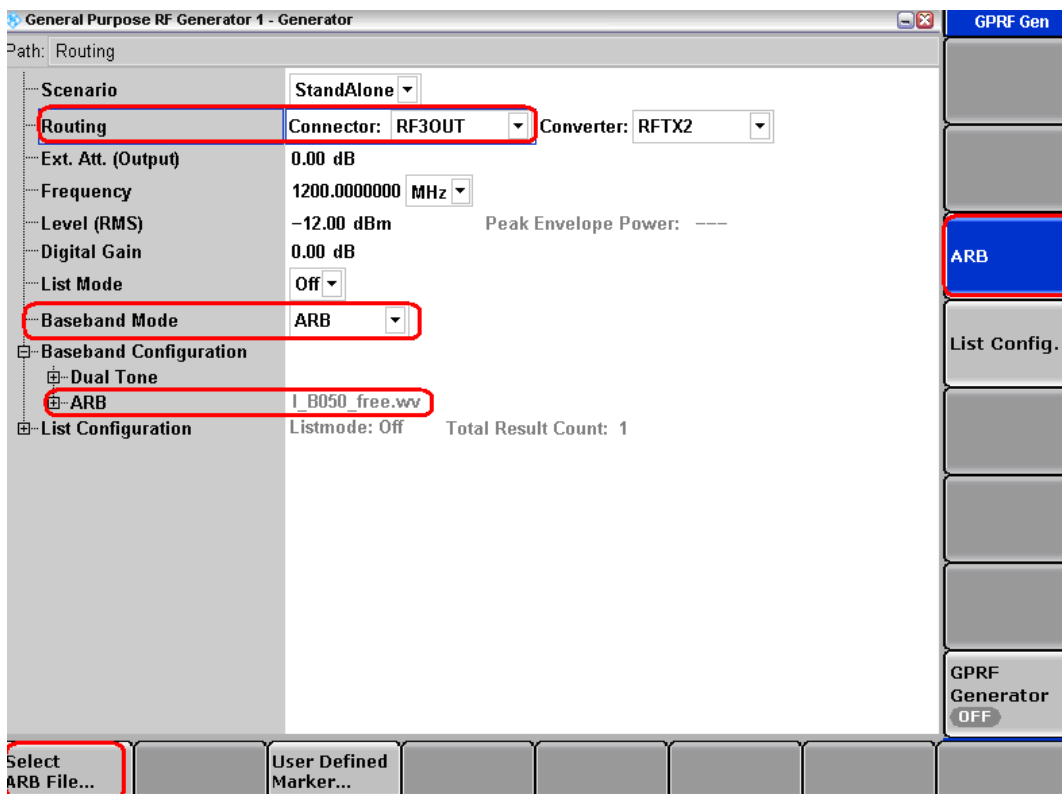 General Purpose RF Generator 1 - Generator
GPRF Gen
Path: Routing
Scenario StandAlone
Routing Connector: RF3OUT Converter: RFTX2
Ext. Att. (Output) 0.00 dB
Frequency 1200.0000000 MHz
Level (RMS) −12.00 dBm Peak Envelope Power: −−−
Digital Gain 0.00 dB
List Mode Off
Baseband Mode ARB
Baseband Configuration
Dual Tone
ARB I_B050_free.wv
List Configuration Listmode: Off Total Result Count: 1
ARB
List Config.
GPRF
Generator
OFF
Select
ARB File...
User Defined
Marker...